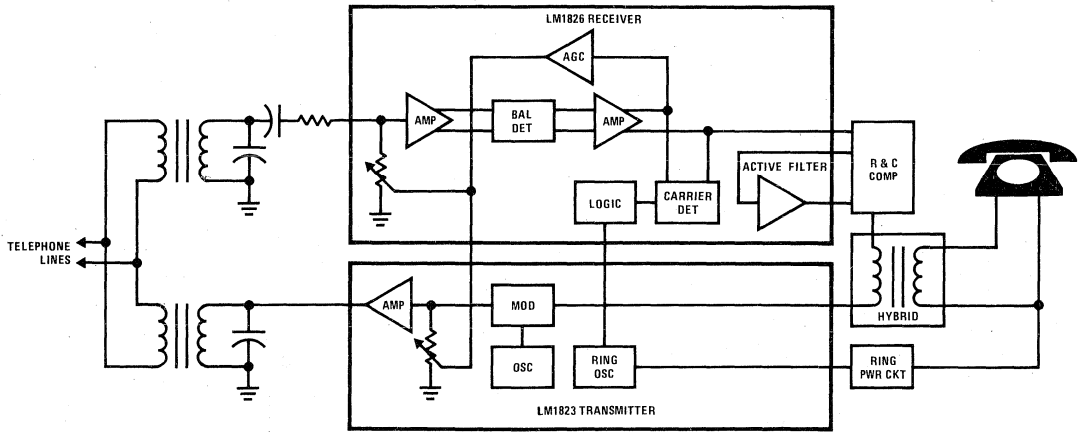 LM1826 RECEIVER
AGC
AMP
BAL
DET
AMP
R & C
COMP
ACTIVE FILTER
LOGIC
CARRIER
DET
TELEPHONE
LINES
AMP
MOD
HYBRID
OSC
RING
OSC
RING
PWR CKT
LM1823 TRANSMITTER